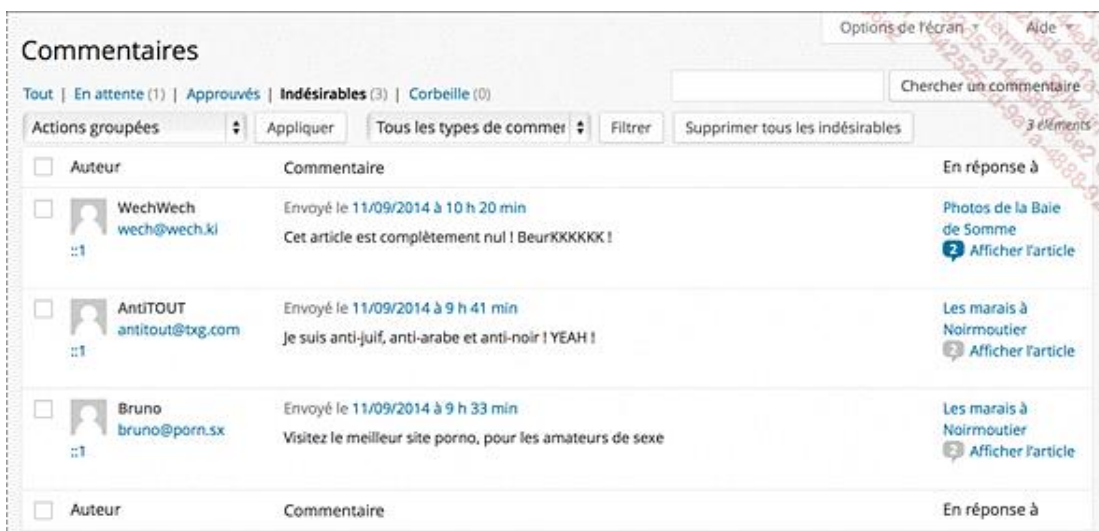 Options de l'écran Aide
Commentaires
Tout | En attente (1) | Approuvés | Indésirables (3) | Corbeille (0)
Chercher un commentaire
Actions groupées Appliquer Tous les types de commer Filtrer Supprimer tous les indésirables 3 éléments
Auteur Commentaire En réponse à
WechWech Envoyé le 11/09/2014 à 10 h 20 min Photos de la Baie
wech@wech.ki Cet article est complètement nul ! BeurKKKKKK ! de Somme
::1 2 Afficher l'article
AntiTOUT Envoyé le 11/09/2014 à 9 h 41 min Les marais à
antitout@txg.com Je suis anti-juif, anti-arabe et anti-noir ! YEAH ! Noirmoutier
::1 2 Afficher l'article
Bruno Envoyé le 11/09/2014 à 9 h 33 min Les marais à
bruno@porn.sx Visitez le meilleur site porno, pour les amateurs de sexe Noirmoutier
::1 2 Afficher l'article
Auteur Commentaire En réponse à